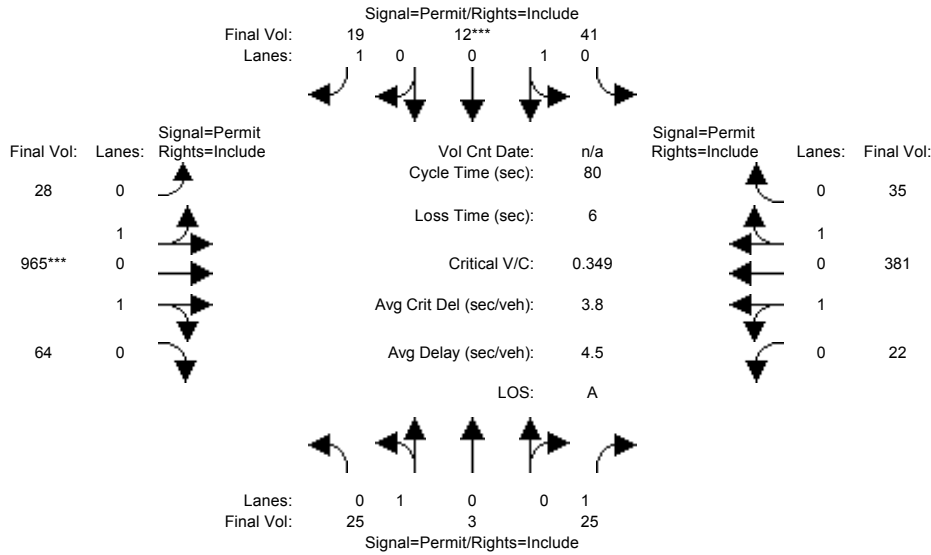 Signal=Permit/Rights=Include
Final Vol: 19 12*** 41
Lanes: 1 0 0 1 0
Signal=Permit
Final Vol: Lanes: Rights=Include
Vol Cnt Date: n/a
Signal=Permit
Rights=Include Lanes: Final Vol:
Cycle Time (sec): 80
28 0
0 35
Loss Time (sec): 6
1
1
965*** 0
Critical V/C: 0.349
0 381
1
Avg Crit Del (sec/veh): 3.8
1
64 0
Avg Delay (sec/veh): 4.5
0 22
LOS: A
Lanes: 0 1 0 0 1
Final Vol: 25 3 25
Signal=Permit/Rights=Include